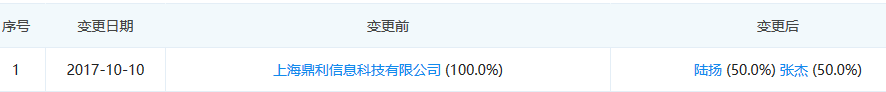 序号 变更日期 变更前 变更后
1 2017-10-10 上海鼎利信息科技有限公司 (100.0%) 陆扬 (50.0%) 张杰 (50.0%)